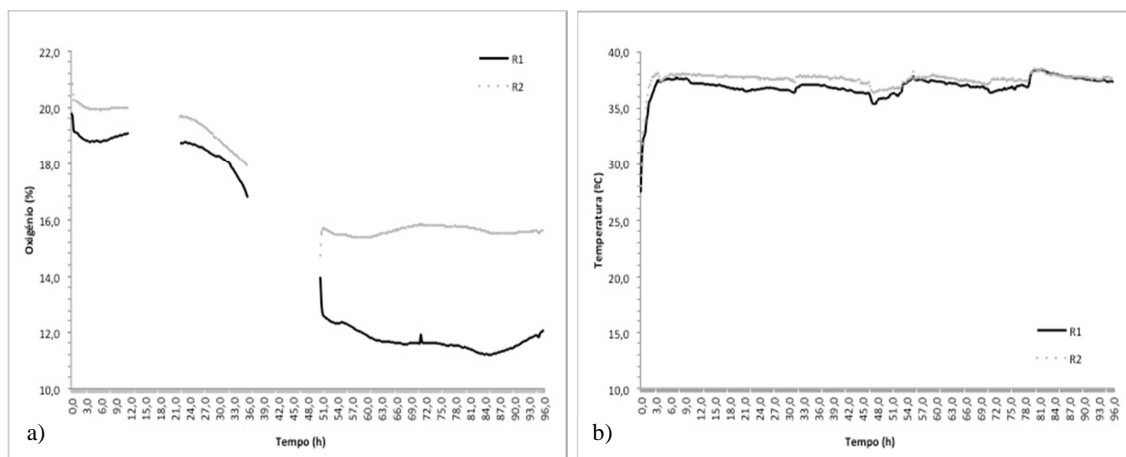 22,0
20,0
18,0
16,0
14,0
12,0
10,0
Oxigénio (%)
R1
R2
0,0 3,0 6,0 9,0 12,0 15,0 18,0 21,0 24,0 27,0 30,0 33,0 36,0 39,0 42,0 45,0 48,0 51,0 54,0 57,0 60,0 63,0 66,0 69,0 72,0 75,0 78,0 81,0 84,0 87,0 90,0 93,0 96,0
a)
Tempo (h)
40,0
35,0
30,0
25,0
20,0
15,0
10,0
Temperatura (ºC)
R1
R2
0,0 3,0 6,0 9,0 12,0 15,0 18,0 21,0 24,0 27,0 30,0 33,0 36,0 39,0 42,0 45,0 48,0 51,0 54,0 57,0 60,0 63,0 66,0 69,0 72,0 75,0 78,0 81,0 84,0 87,0 90,0 93,0 96,0
b)
Tempo (h)